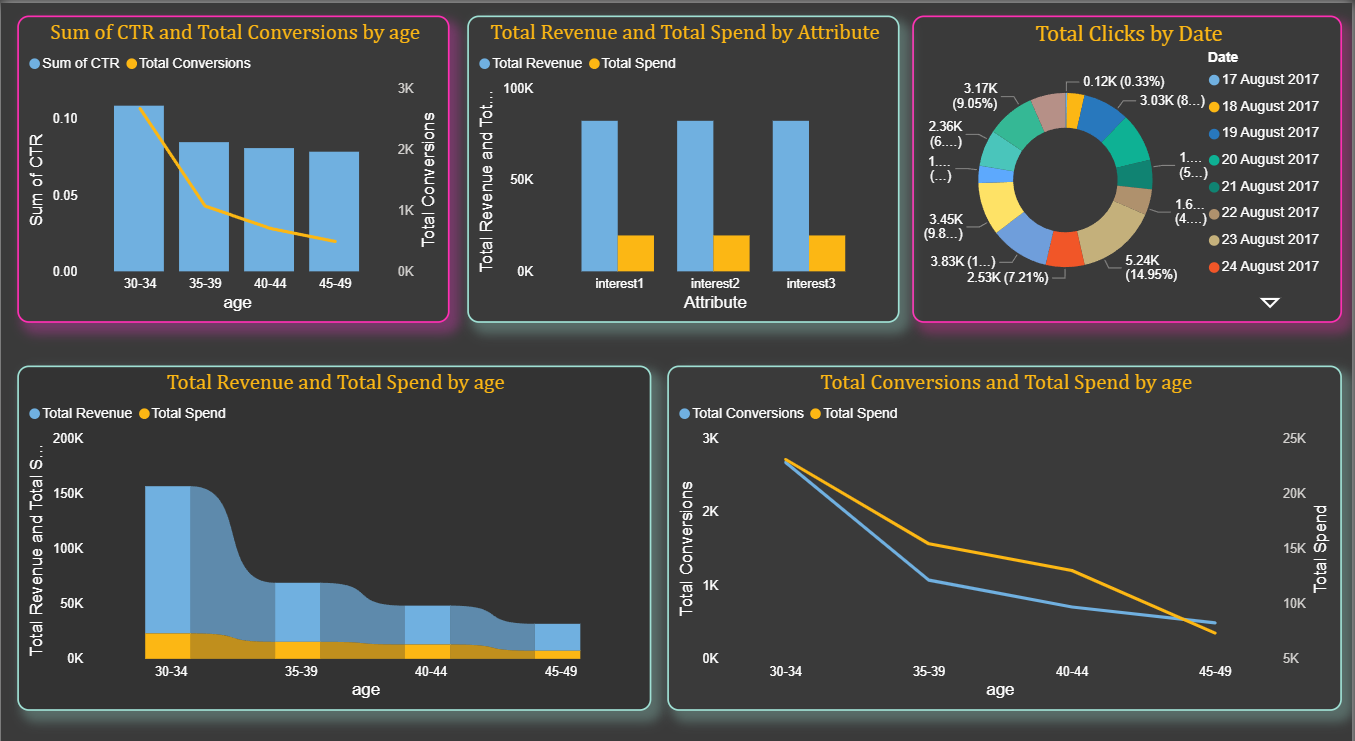 Sum of CTR and Total Conversions by age
Sum of CTR Total Conversions
Sum of CTR
0.10
0.05
0.00
3K
2K
1K
0K
Total Conversions
30-34 35-39 40-44 45-49
age
Total Revenue and Total Spend by Attribute
Total Revenue Total Spend
Total Revenue and Tot...
100K
50K
0K
interest1 interest2 interest3
Attribute
Total Clicks by Date
0.12K (0.33%)
3.03K (8...)
1....
(5...)
1.6...
(4....)
5.24K
(14.95%)
2.53K (7.21%)
3.83K (1...)
3.45K
(9.8...)
1....
(...)
2.36K
(6....)
3.17K
(9.05%)
Date
17 August 2017
18 August 2017
19 August 2017
20 August 2017
21 August 2017
22 August 2017
23 August 2017
24 August 2017
Total Revenue and Total Spend by age
Total Revenue Total Spend
Total Revenue and Total S...
200K
150K
100K
50K
0K
30-34 35-39 40-44 45-49
age
Total Conversions and Total Spend by age
Total Conversions Total Spend
Total Conversions
3K
2K
1K
0K
25K
20K
15K
10K
5K
Total Spend
30-34 35-39 40-44 45-49
age